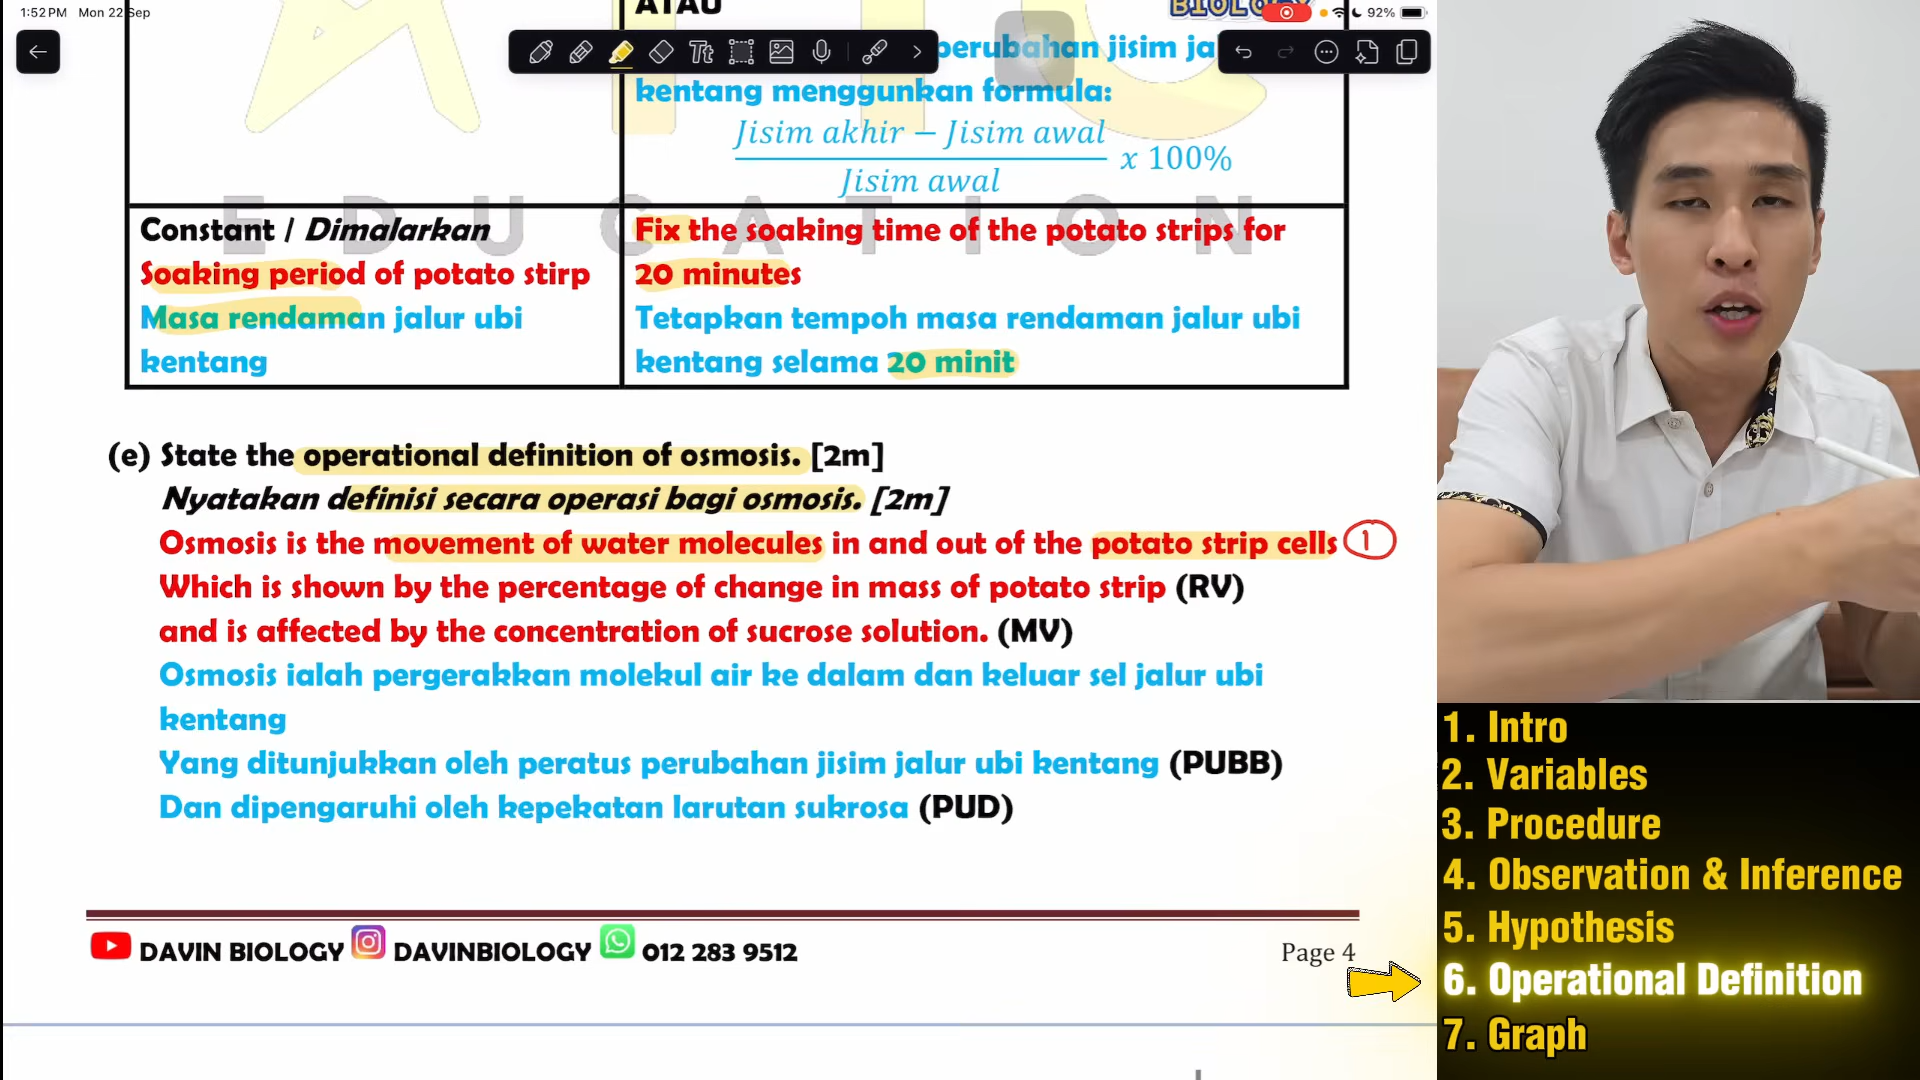 1:52 PM Mon 22 Sep
92%
ATAU
BIOLOGY
perubahan jisim ja
kentang menggunkan formula:
Jisim akhir – Jisim awal
Jisim awal
x 100%
EDUCATION
Constant / Dimalarkan
Soaking period of potato stirp
Masa rendaman jalur ubi
kentang
Fix the soaking time of the potato strips for
20 minutes
Tetapkan tempoh masa rendaman jalur ubi
kentang selama 20 minit
(e) State the operational definition of osmosis. [2m]
Nyatakan definisi secara operasi bagi osmosis. [2m]
Osmosis is the movement of water molecules in and out of the potato strip cells 1
Which is shown by the percentage of change in mass of potato strip (RV)
and is affected by the concentration of sucrose solution. (MV)
Osmosis ialah pergerakkan molekul air ke dalam dan keluar sel jalur ubi
kentang
Yang ditunjukkan oleh peratus perubahan jisim jalur ubi kentang (PUBB)
Dan dipengaruhi oleh kepekatan larutan sukrosa (PUD)
DAVIN BIOLOGY DAVINBIOLOGY 012 283 9512
Page 4
1. Intro
2. Variables
3. Procedure
4. Observation & Inference
5. Hypothesis
6. Operational Definition
7. Graph